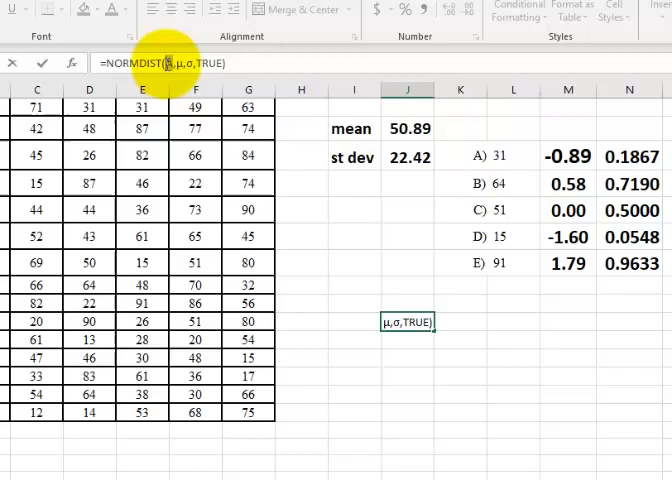 U
A
Merge & Center
$
%
,
Conditional Formatting
Format as Table
Cell Styles
Font
Alignment
Number
Styles
fx
=NORMDIST(x,μ,σ,TRUE)
C D E F G H I J K L M N
71 31 31 49 63
42 48 87 77 74 mean 50.89
45 26 82 66 84 st dev 22.42 A) 31 -0.89 0.1867
15 87 46 22 74 B) 64 0.58 0.7190
44 44 36 73 90 C) 51 0.00 0.5000
52 43 61 65 45 D) 15 -1.60 0.0548
69 50 15 51 80 E) 91 1.79 0.9633
66 64 48 70 32
82 22 91 86 56
20 90 26 51 80 μ,σ,TRUE)
61 13 28 20 54
47 46 30 48 15
33 83 61 36 17
54 64 38 30 66
12 14 53 68 75